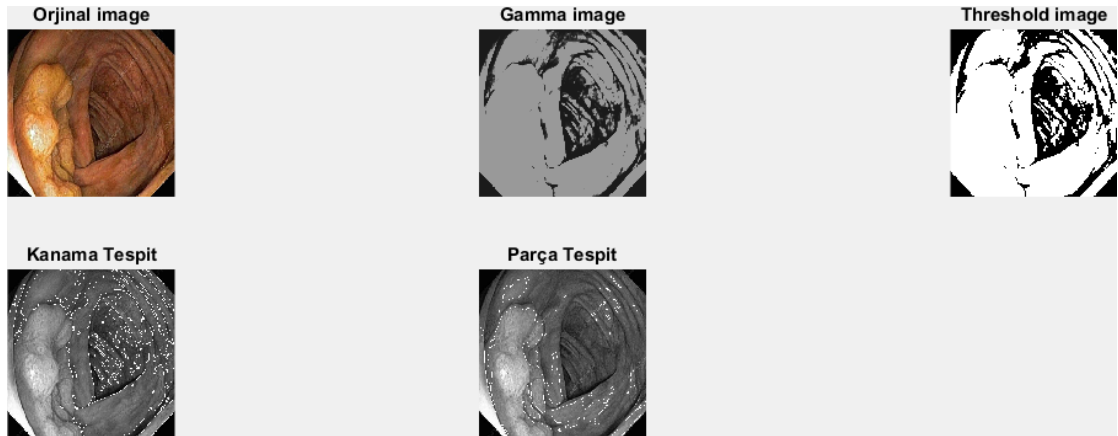 Orjinal image
Gamma image
Threshold image
Kanama Tespit
Parça Tespit